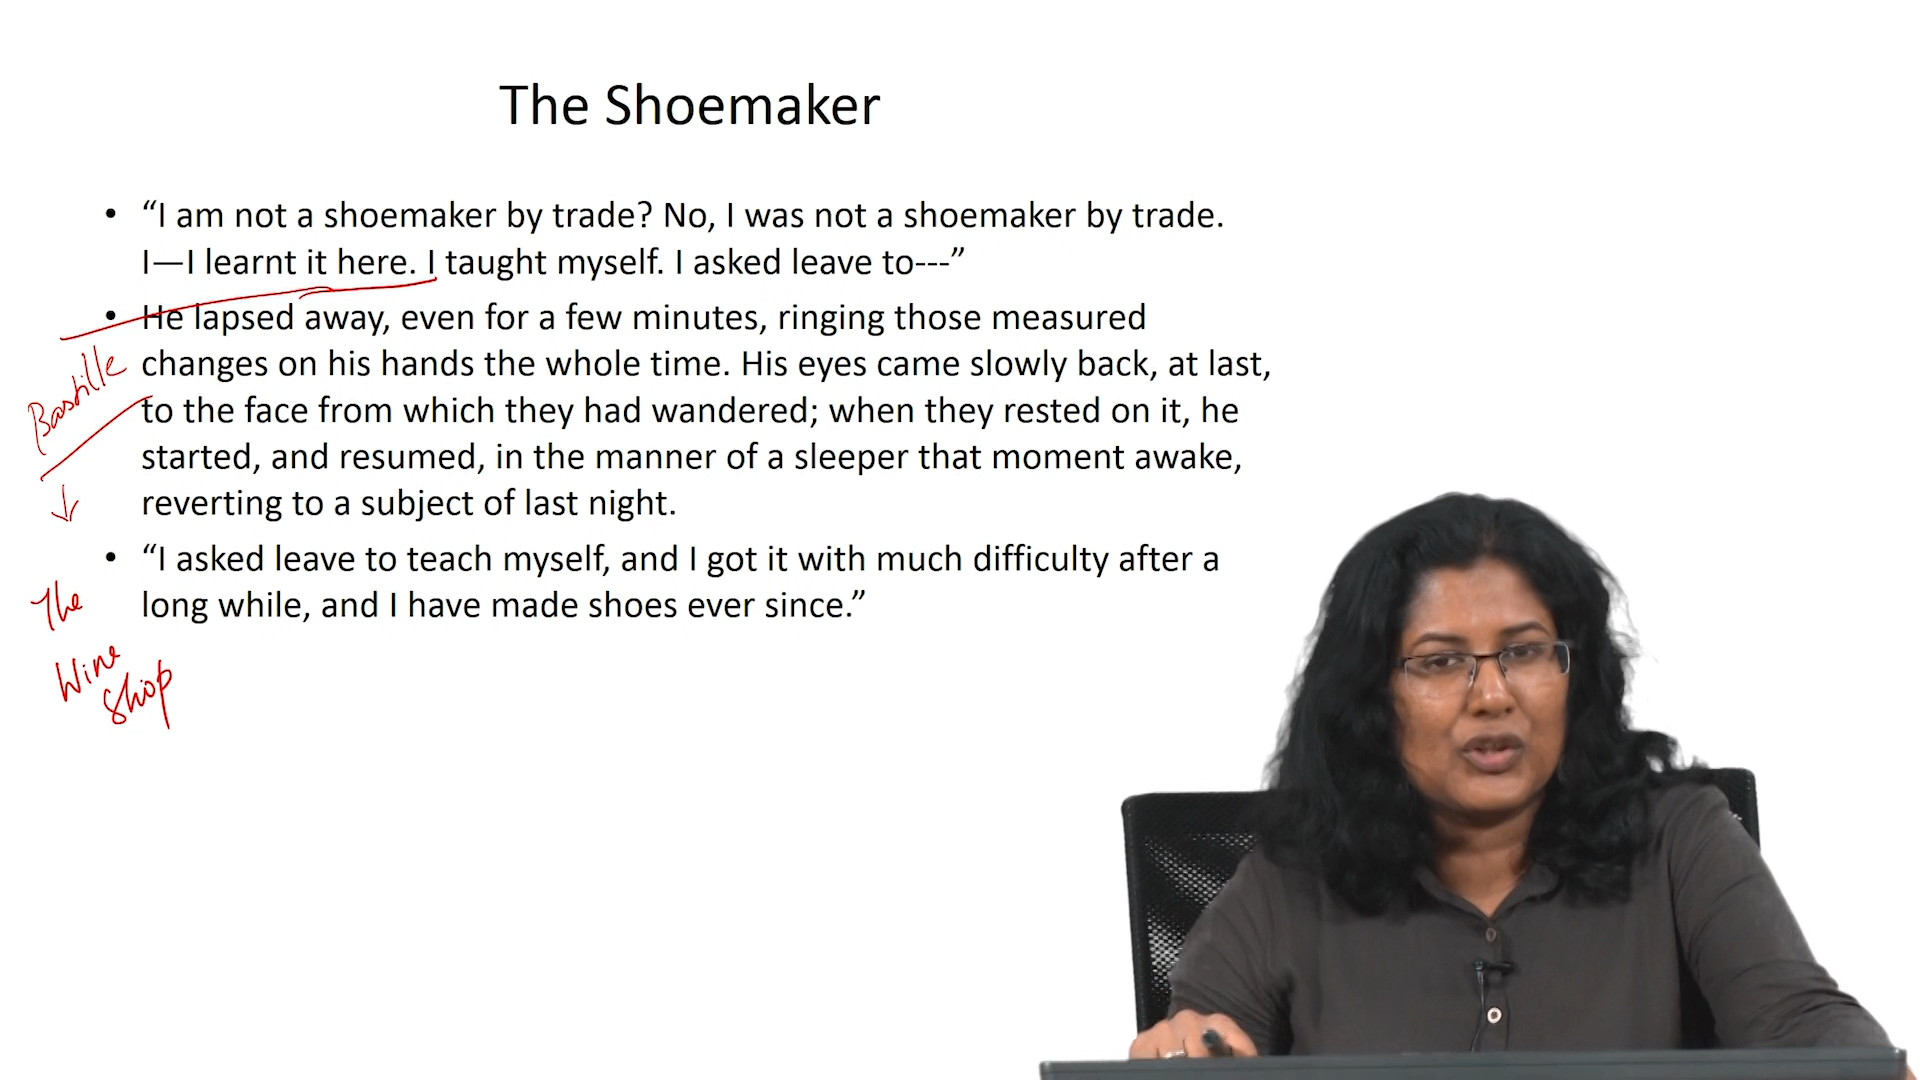 The Shoemaker
• “I am not a shoemaker by trade? No, I was not a shoemaker by trade.
I—I learnt it here. I taught myself. I asked leave to---”
• He lapsed away, even for a few minutes, ringing those measured
changes on his hands the whole time. His eyes came slowly back, at last,
to the face from which they had wandered; when they rested on it, he
started, and resumed, in the manner of a sleeper that moment awake,
reverting to a subject of last night.
• “I asked leave to teach myself, and I got it with much difficulty after a
long while, and I have made shoes ever since.”
Bastille
The
Wine
Shop